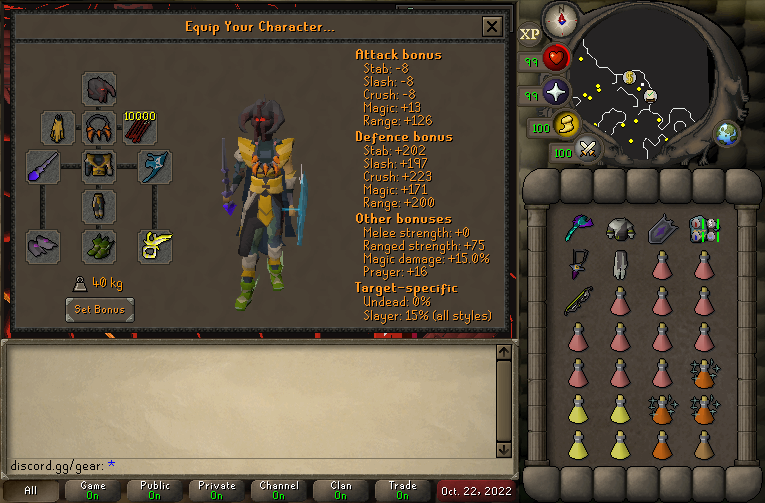 Equip Your Character...
XP
99
99
100
100
10000
Attack bonus
Stab: -8
Slash: -8
Crush: -8
Magic: +13
Range: +126
Defence bonus
Stab: +202
Slash: +197
Crush: +223
Magic: +171
Range: +200
Other bonuses
Melee strength: +0
Ranged strength: +75
Magic damage: +15.0%
Prayer: +16
Target-specific
Undead: 0%
Slayer: 15% (all styles)
40 kg
Set Bonus
discord.gg/gear: *
All
Game
On
Public
On
Private
On
Channel
On
Clan
On
Trade
On
Oct. 22, 2022